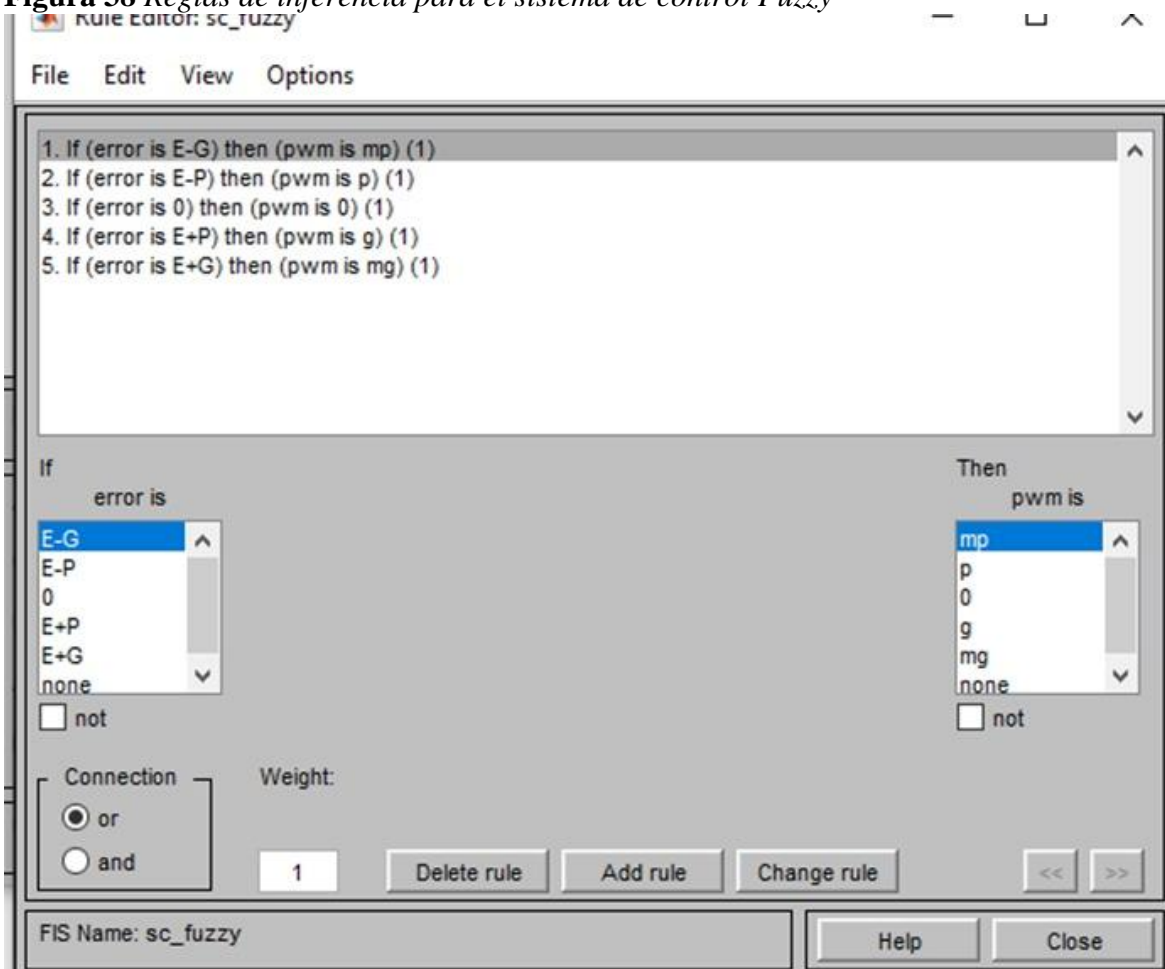 Figura 38 Reglas de inferencia para el sistema de control Fuzzy
Rule Editor: sc_fuzzy
File Edit View Options
1. If (error is E-G) then (pwm is mp) (1)
2. If (error is E-P) then (pwm is p) (1)
3. If (error is 0) then (pwm is 0) (1)
4. If (error is E+P) then (pwm is g) (1)
5. If (error is E+G) then (pwm is mg) (1)
If
error is
E-G
E-P
0
E+P
E+G
none
not
Then
pwm is
mp
p
0
g
mg
none
not
Connection
or
and
Weight:
1
Delete rule
Add rule
Change rule
<<
>>
FIS Name: sc_fuzzy
Help
Close